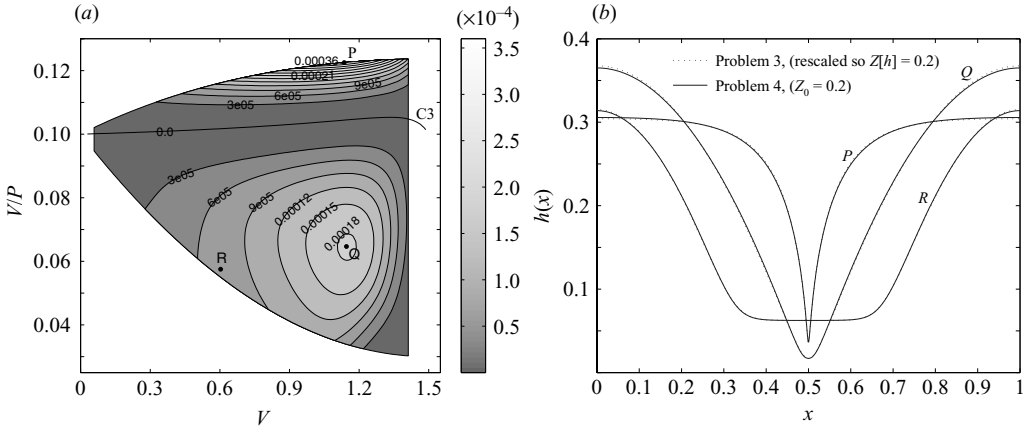 (a)
(×10–4)
(b)
0.12
0.10
0.08
0.06
0.04
V/P
0
0.3
0.6
0.9
1.2
1.5
V
0.00036
P
0.00021
9e05
6e05
3e05
0.0
C3
3e05
6e05
9e05
0.00012
0.00015
0.00018
Q
R
3.5
3.0
2.5
2.0
1.5
1.0
0.5
0.4
0.3
0.2
0.1
h(x)
Problem 3, (rescaled so Z[h] = 0.2)
Problem 4, (Z0 = 0.2)
Q
P
R
0
0.1
0.2
0.3
0.4
0.5
0.6
0.7
0.8
0.9
1
x